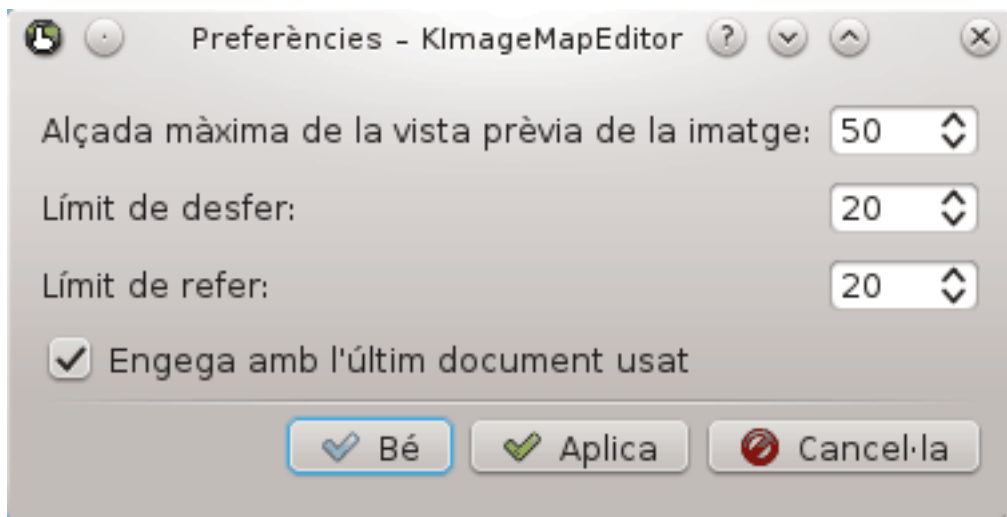 Preferències – KImageMapEditor
Alçada màxima de la vista prèvia de la imatge: 50
Límit de desfer: 20
Límit de refer: 20
Engega amb l'últim document usat
Bé Aplica Cancel·la